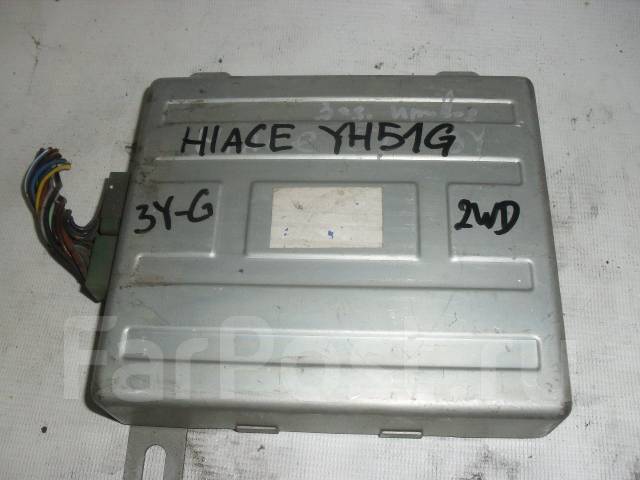 HIACE YH51G
3Y-G
2WD
FarPost.ru